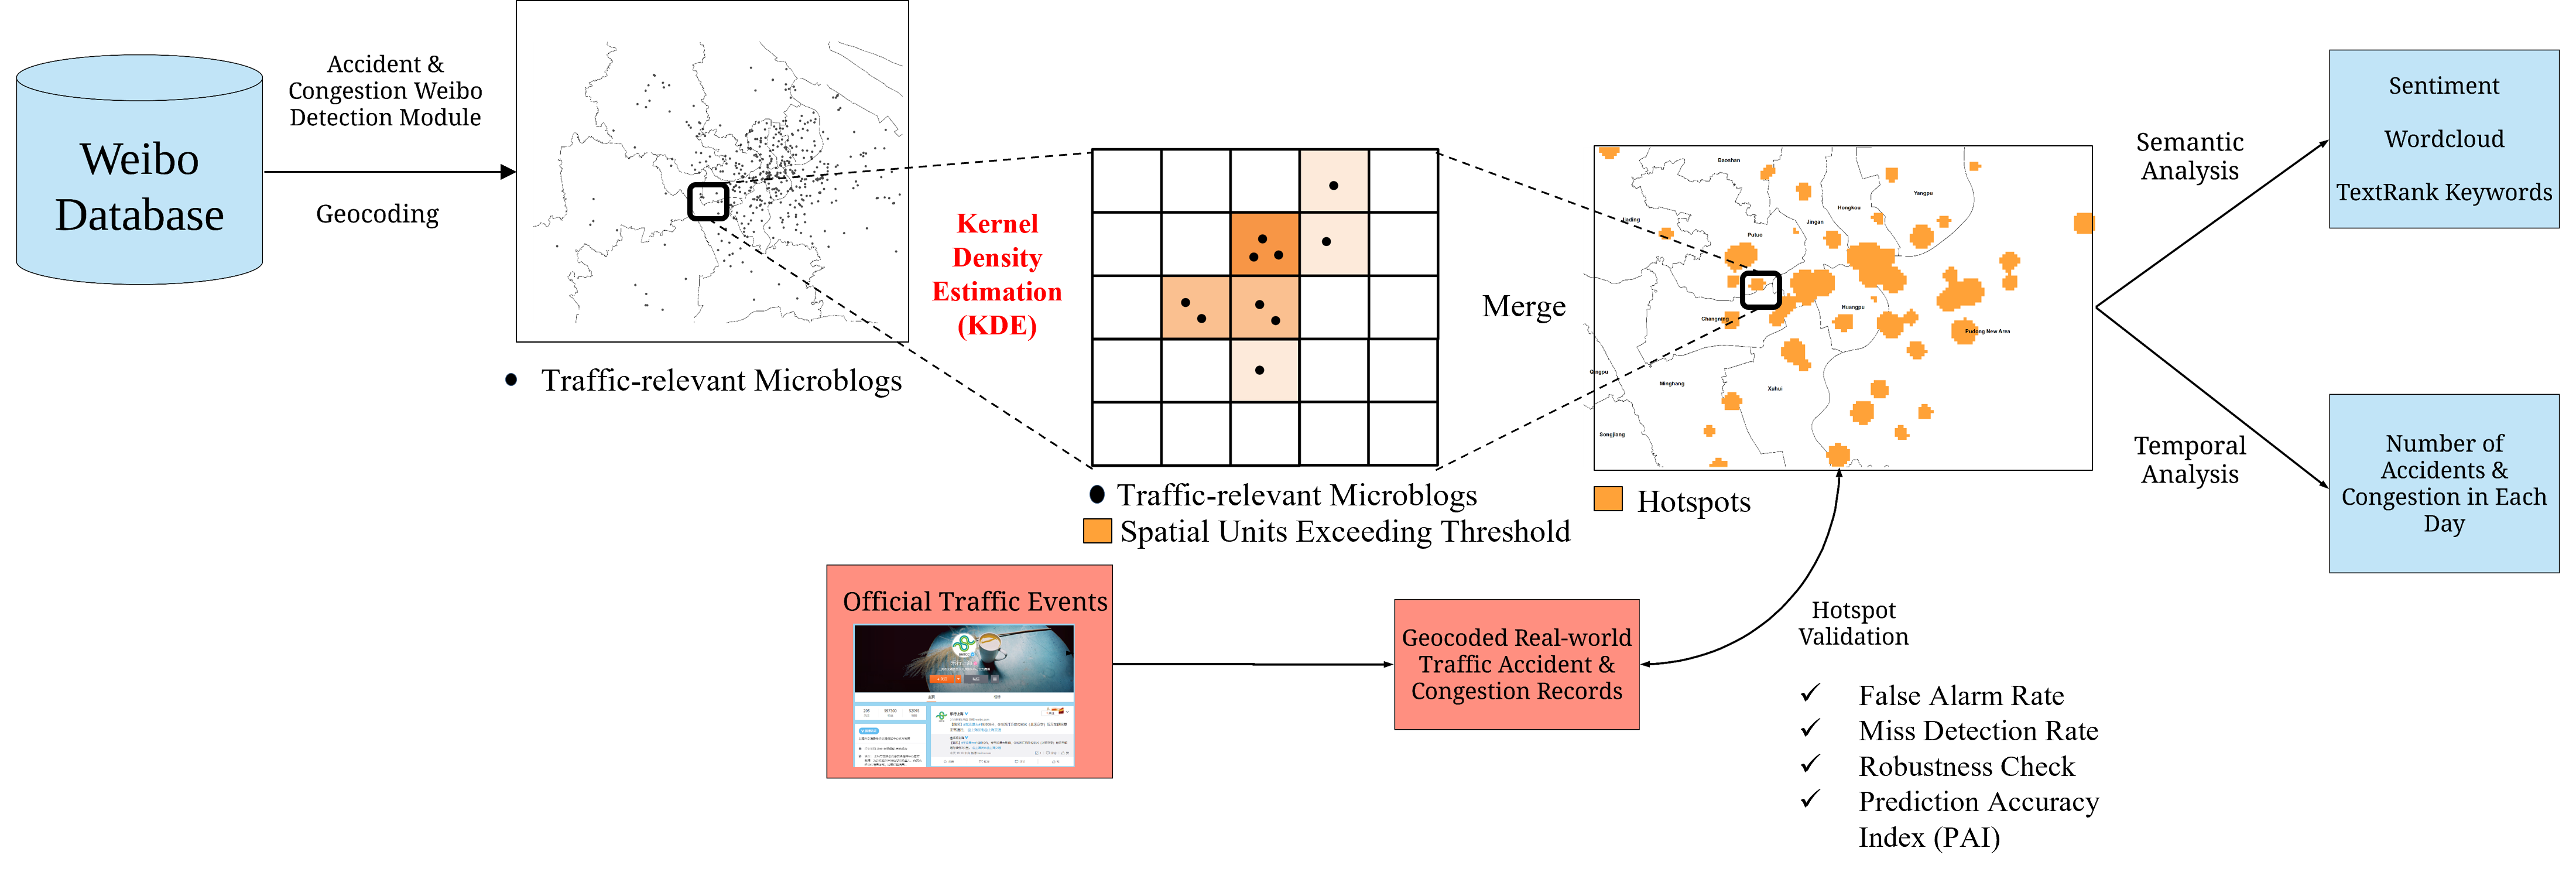 Weibo
Database
Accident &
Congestion Weibo
Detection Module
Geocoding
Traffic-relevant Microblogs
Kernel
Density
Estimation
(KDE)
Traffic-relevant Microblogs
Spatial Units Exceeding Threshold
Merge
Baoshan
Yangpu
Hongkou
Jiading
Jingan
Putuo
Huangpu
Changning
Pudong New Area
Qingpu
Minghang
Xuhui
Songjiang
Hotspots
Semantic
Analysis
Sentiment
Wordcloud
TextRank Keywords
Temporal
Analysis
Number of
Accidents &
Congestion in Each
Day
Official Traffic Events
Geocoded Real-world
Traffic Accident &
Congestion Records
Hotspot
Validation
✓ False Alarm Rate
✓ Miss Detection Rate
✓ Robustness Check
✓ Prediction Accuracy
Index (PAI)